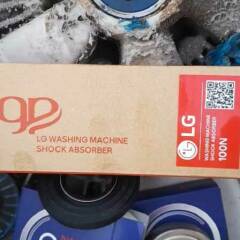 LG WASHING MACHINE
SHOCK ABSORBER
LG
WASHING MACHINE
SHOCK ABSORBER
100N